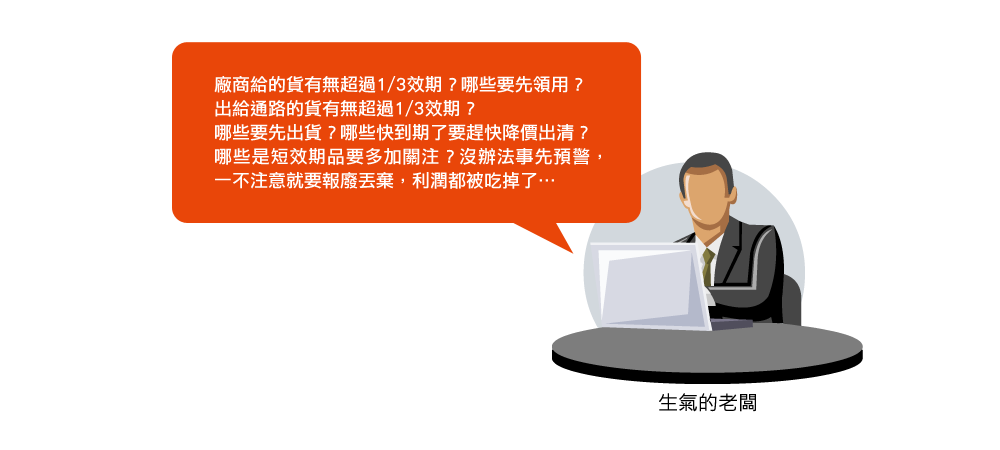 廠商給的貨有無超過1/3效期？哪些要先領用？
出給通路的貨有無超過1/3效期？
哪些要先出貨？哪些快到期了要趕快降價出清？
哪些是短效期品要多加關注？沒辦法事先預警，
一不注意就要報廢丟棄，利潤都被吃掉了⋯
生氣的老闆